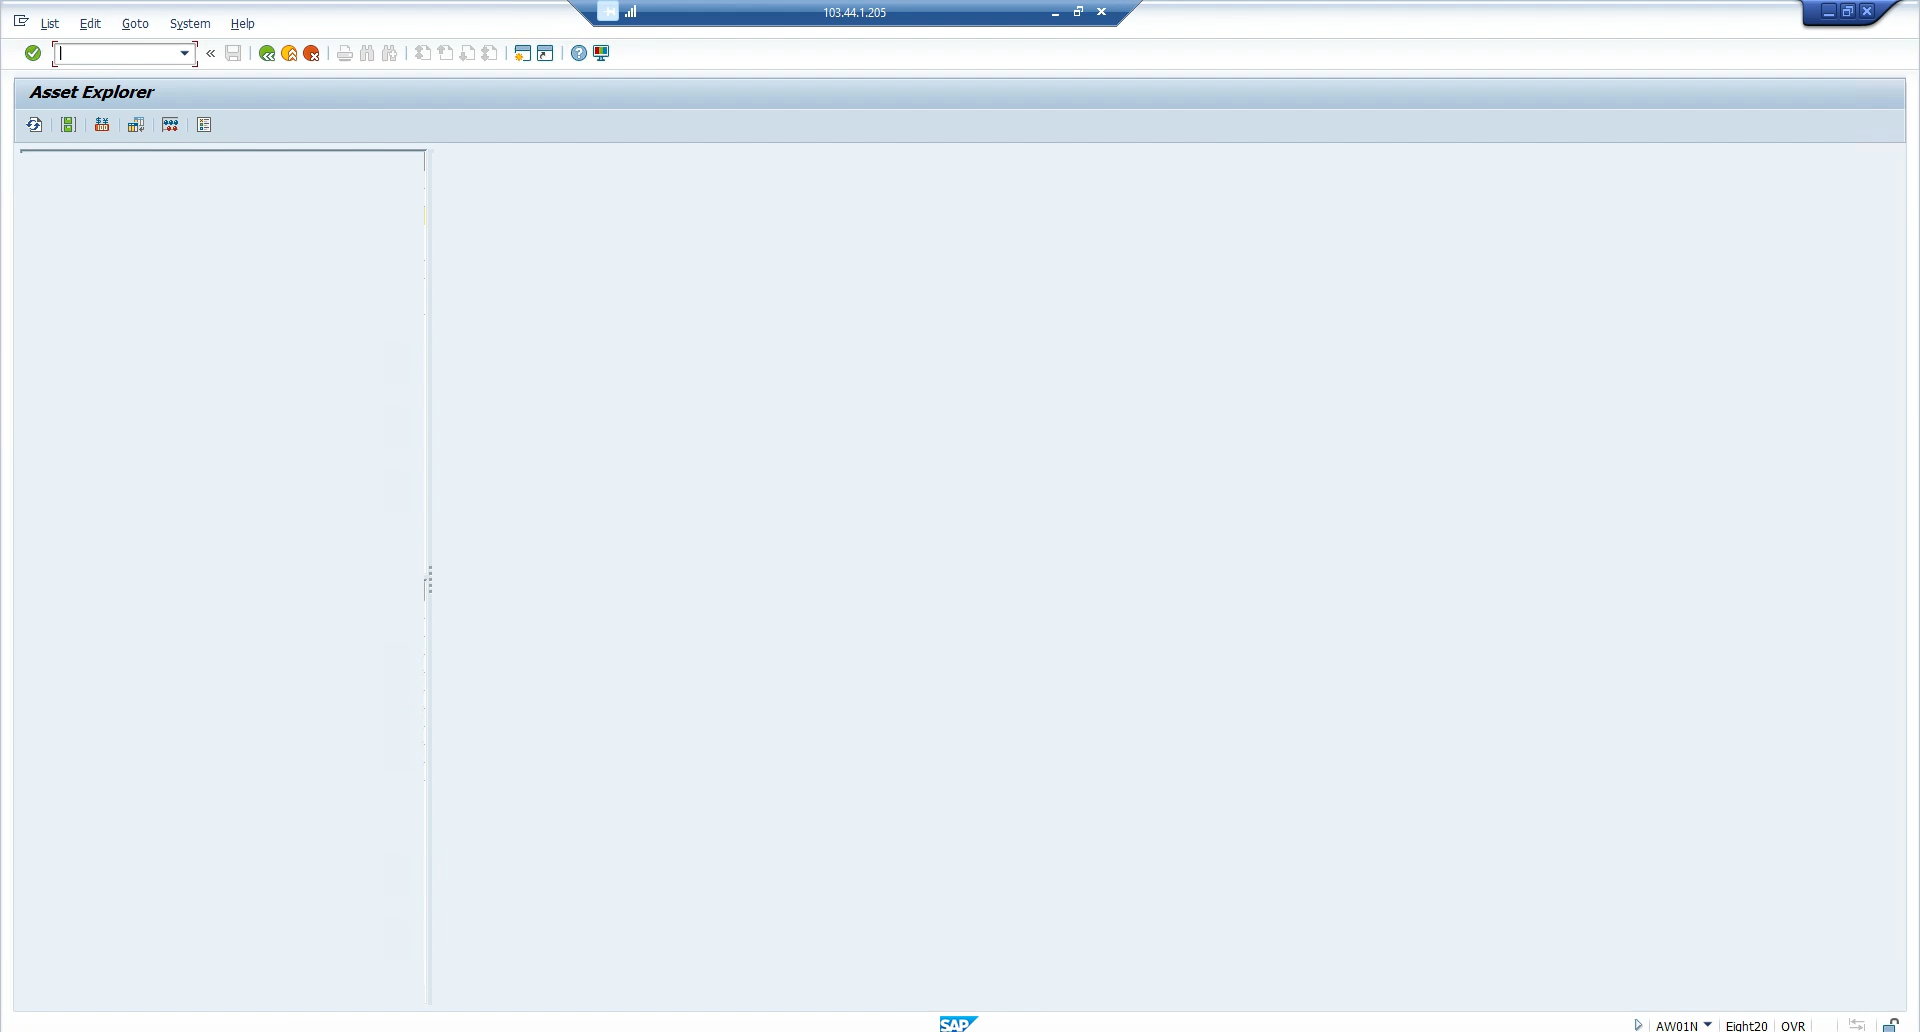 103.44.1.205
List Edit Goto System Help
Asset Explorer
SAP
AW01N Eight20 OVR